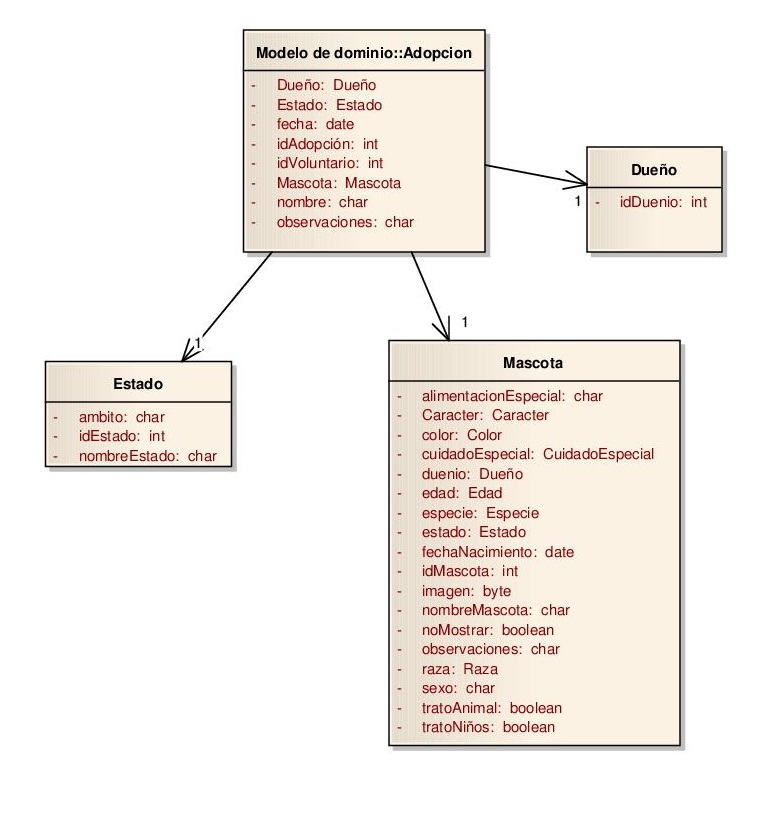 Modelo de dominio::Adopcion
- Dueño: Dueño
- Estado: Estado
- fecha: date
- idAdopción: int
- idVoluntario: int
- Mascota: Mascota
- nombre: char
- observaciones: char
Dueño
1
- idDuenio: int
1
1
Estado
- ambito: char
- idEstado: int
- nombreEstado: char
Mascota
- alimentacionEspecial: char
- Caracter: Caracter
- color: Color
- cuidadoEspecial: CuidadoEspecial
- duenio: Dueño
- edad: Edad
- especie: Especie
- estado: Estado
- fechaNacimiento: date
- idMascota: int
- imagen: byte
- nombreMascota: char
- noMostrar: boolean
- observaciones: char
- raza: Raza
- sexo: char
- tratoAnimal: boolean
- tratoNiños: boolean